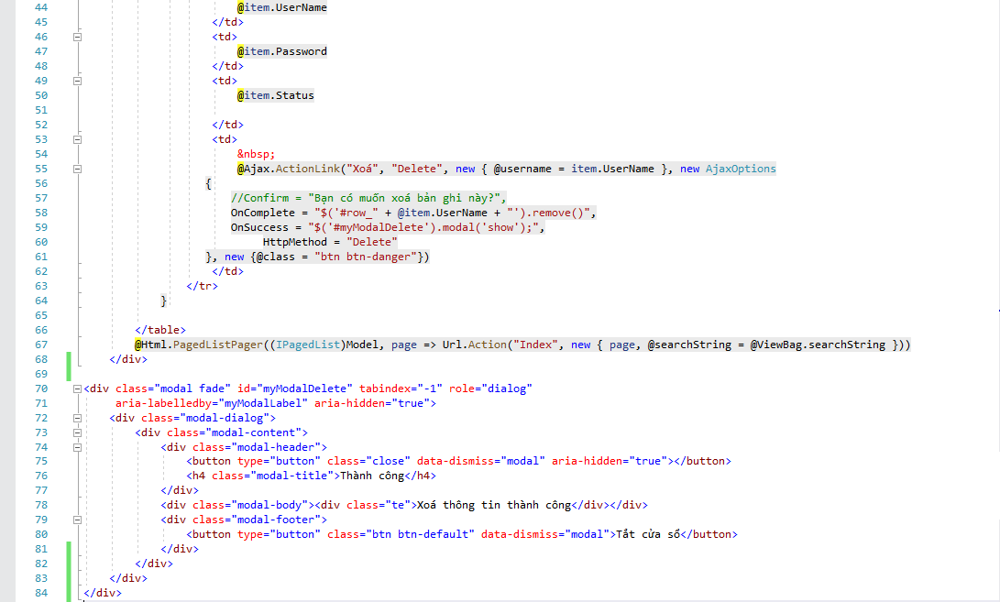 44 @item.UserName
45 </td>
46 <td>
47 @item.Password
48 </td>
49 <td>
50 @item.Status
51
52 </td>
53 <td>
54 &nbsp;
55 @Ajax.ActionLink("Xoá", "Delete", new { @username = item.UserName }, new AjaxOptions
56 {
57 //Confirm = "Bạn có muốn xoá bản ghi này?",
58 OnComplete = "$('#row_" + @item.UserName + "').remove()",
59 OnSuccess = "$('#myModalDelete').modal('show');",
60 HttpMethod = "Delete"
61 }, new {@class = "btn btn-danger"})
62 </td>
63 </tr>
64 }
65
66 </table>
67 @Html.PagedListPager((IPagedList)Model, page => Url.Action("Index", new { page, @searchString = @ViewBag.searchString }))
68 </div>
69
70 <div class="modal fade" id="myModalDelete" tabindex="-1" role="dialog"
71 aria-labelledby="myModalLabel" aria-hidden="true">
72 <div class="modal-dialog">
73 <div class="modal-content">
74 <div class="modal-header">
75 <button type="button" class="close" data-dismiss="modal" aria-hidden="true"></button>
76 <h4 class="modal-title">Thành công</h4>
77 </div>
78 <div class="modal-body"><div class="te">Xoá thông tin thành công</div></div>
79 <div class="modal-footer">
80 <button type="button" class="btn btn-default" data-dismiss="modal">Tắt cửa sổ</button>
81 </div>
82 </div>
83 </div>
84 </div>